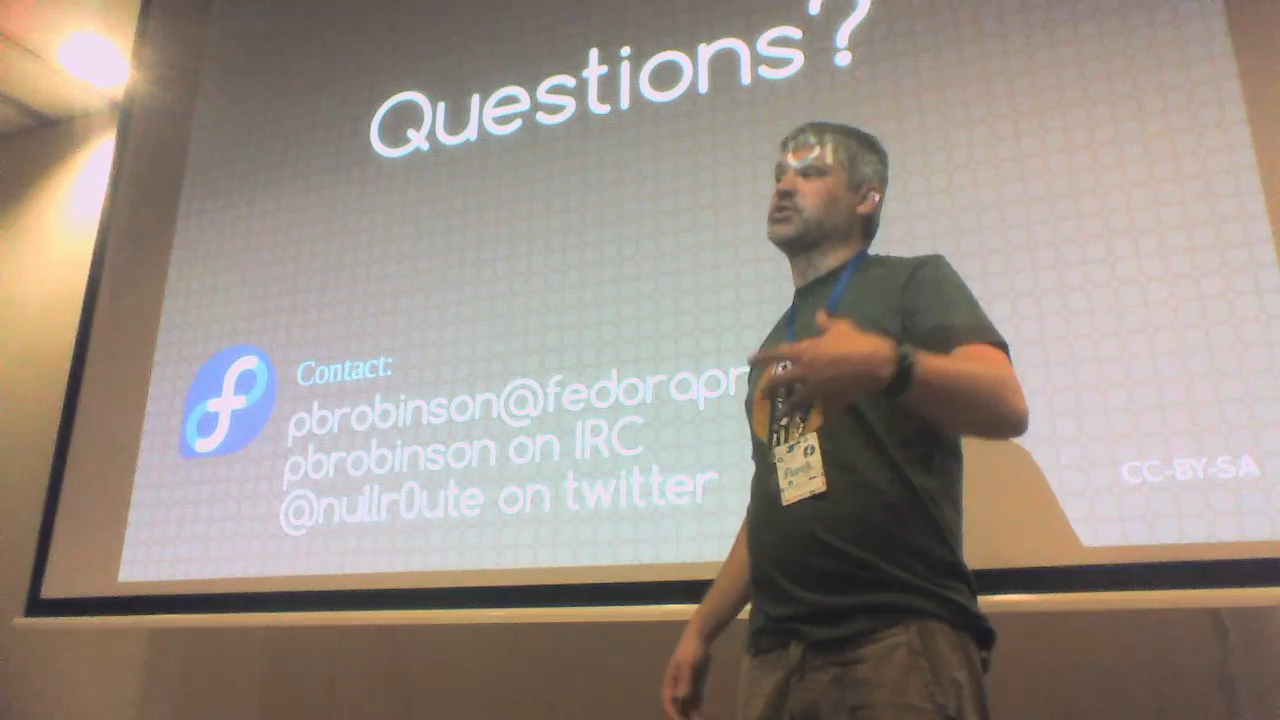 Questions?
Contact:
pbrobinson@fedorapr
pbrobinson on IRC
@nullr0ute on twitter
CC-BY-SA